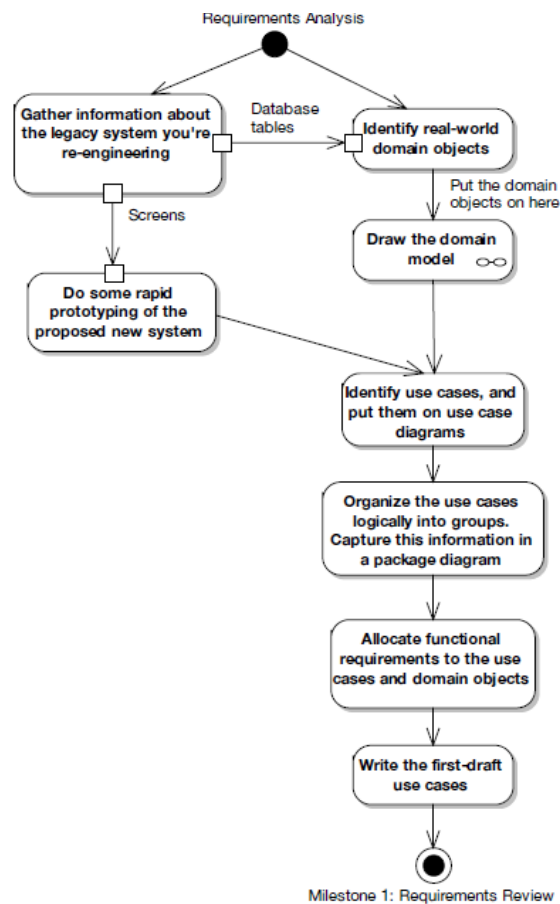 Requirements Analysis
Gather information about
the legacy system you're
re-engineering
Database
tables
Identify real-world
domain objects
Put the domain
objects on here
Screens
Draw the domain
model
Do some rapid
prototyping of the
proposed new system
Identify use cases, and
put them on use case
diagrams
Organize the use cases
logically into groups.
Capture this information in
a package diagram
Allocate functional
requirements to the use
cases and domain objects
Write the first-draft
use cases
Milestone 1: Requirements Review